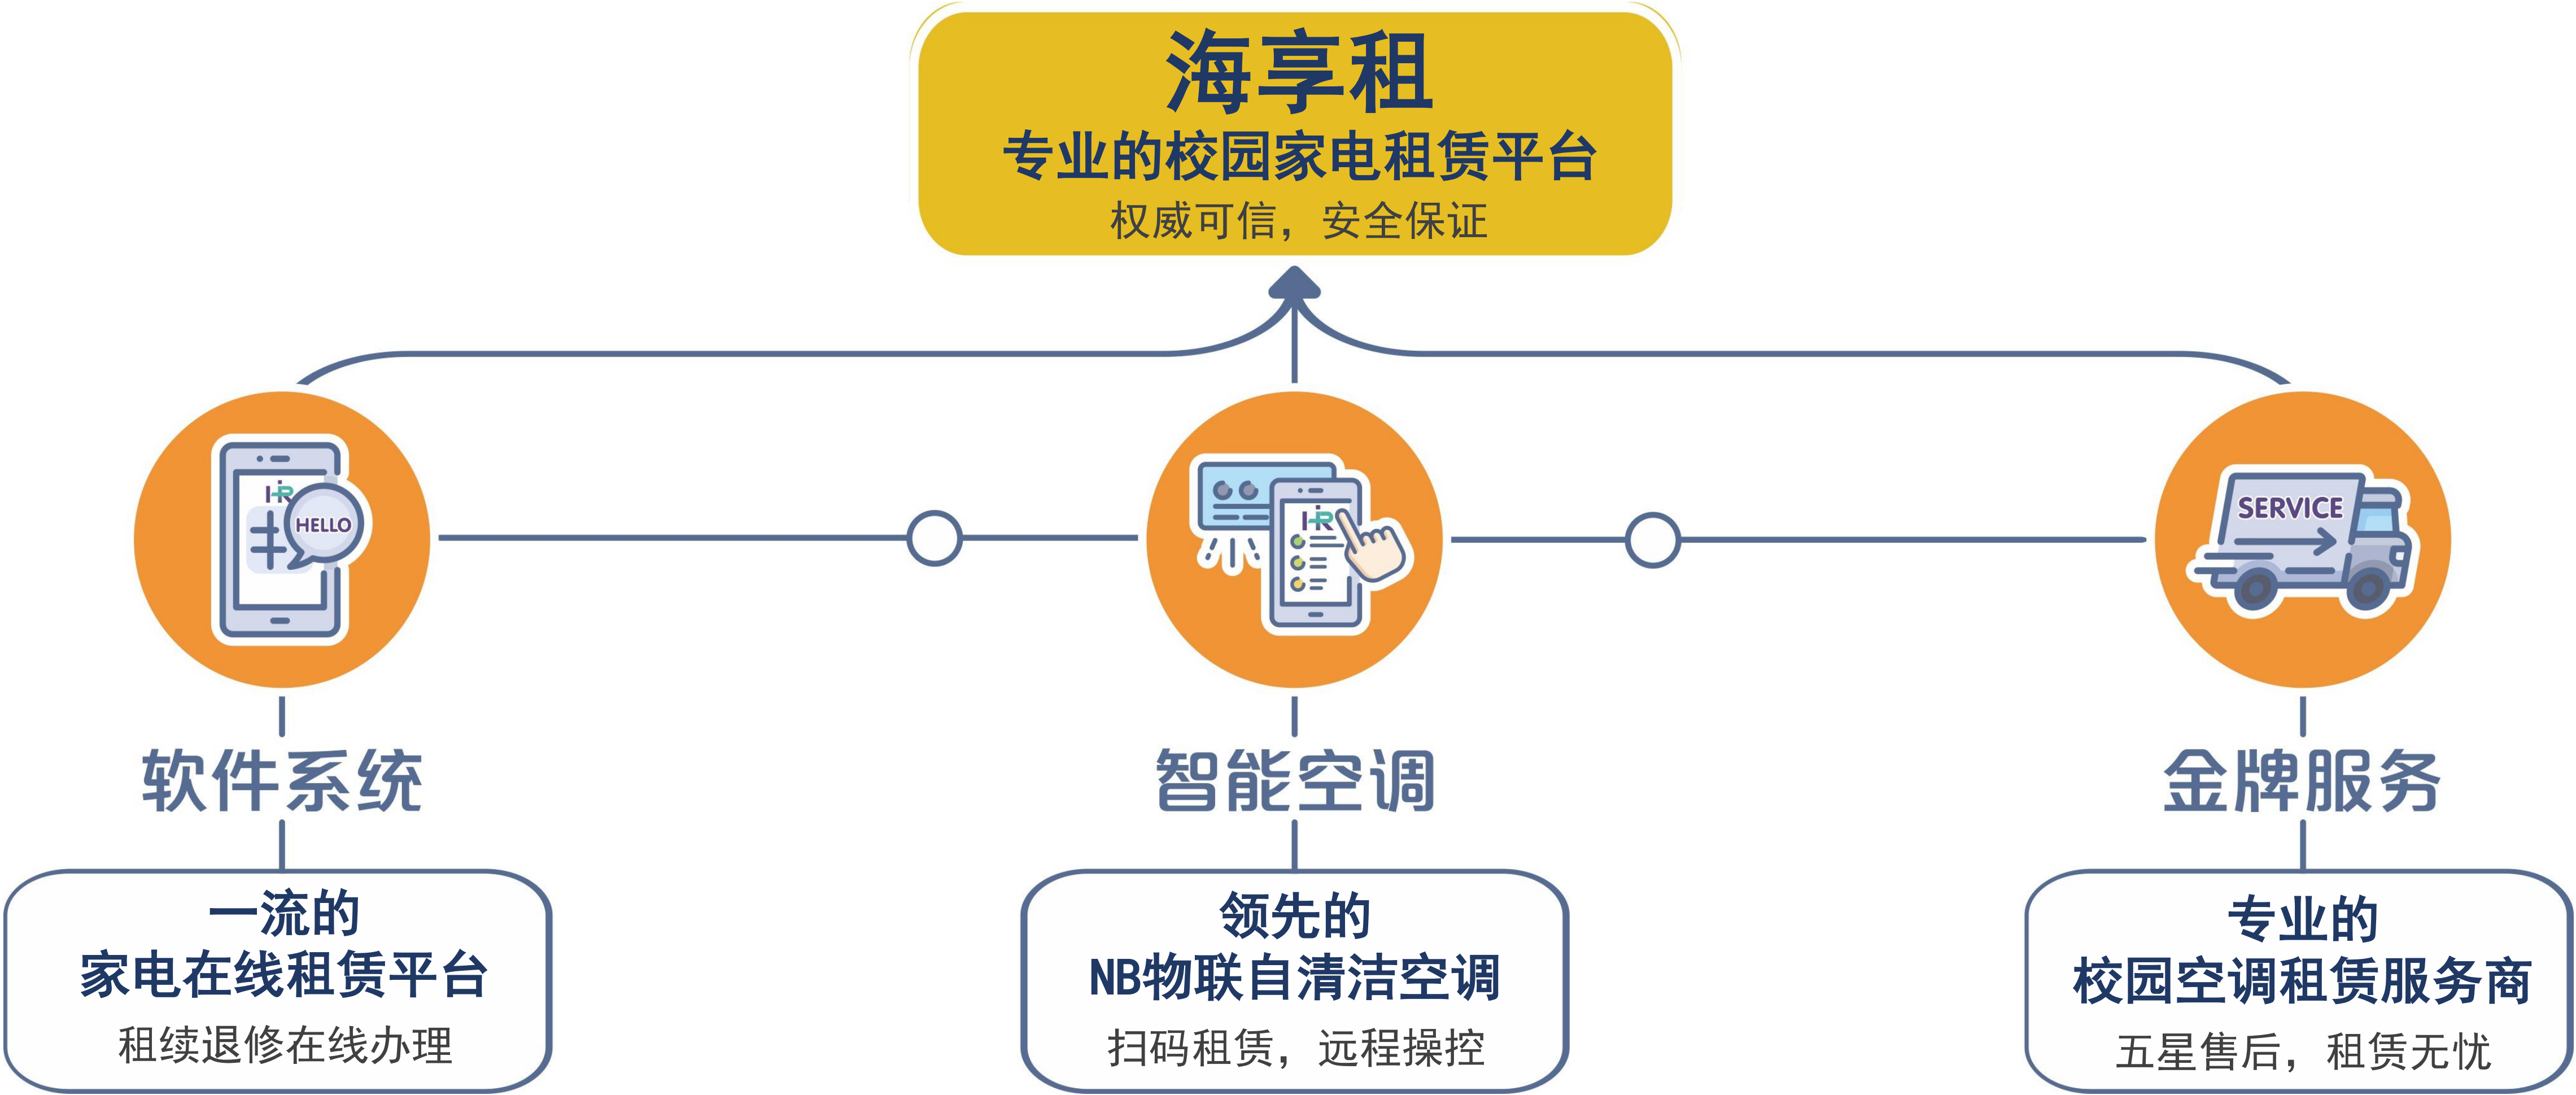 海享租
专业的校园家电租赁平台
权威可信，安全保证
HR
HELLO
HR
SERVICE
软件系统
智能空调
金牌服务
一流的
家电在线租赁平台
租续退修在线办理
领先的
NB物联自清洁空调
扫码租赁，远程操控
专业的
校园空调租赁服务商
五星售后，租赁无忧